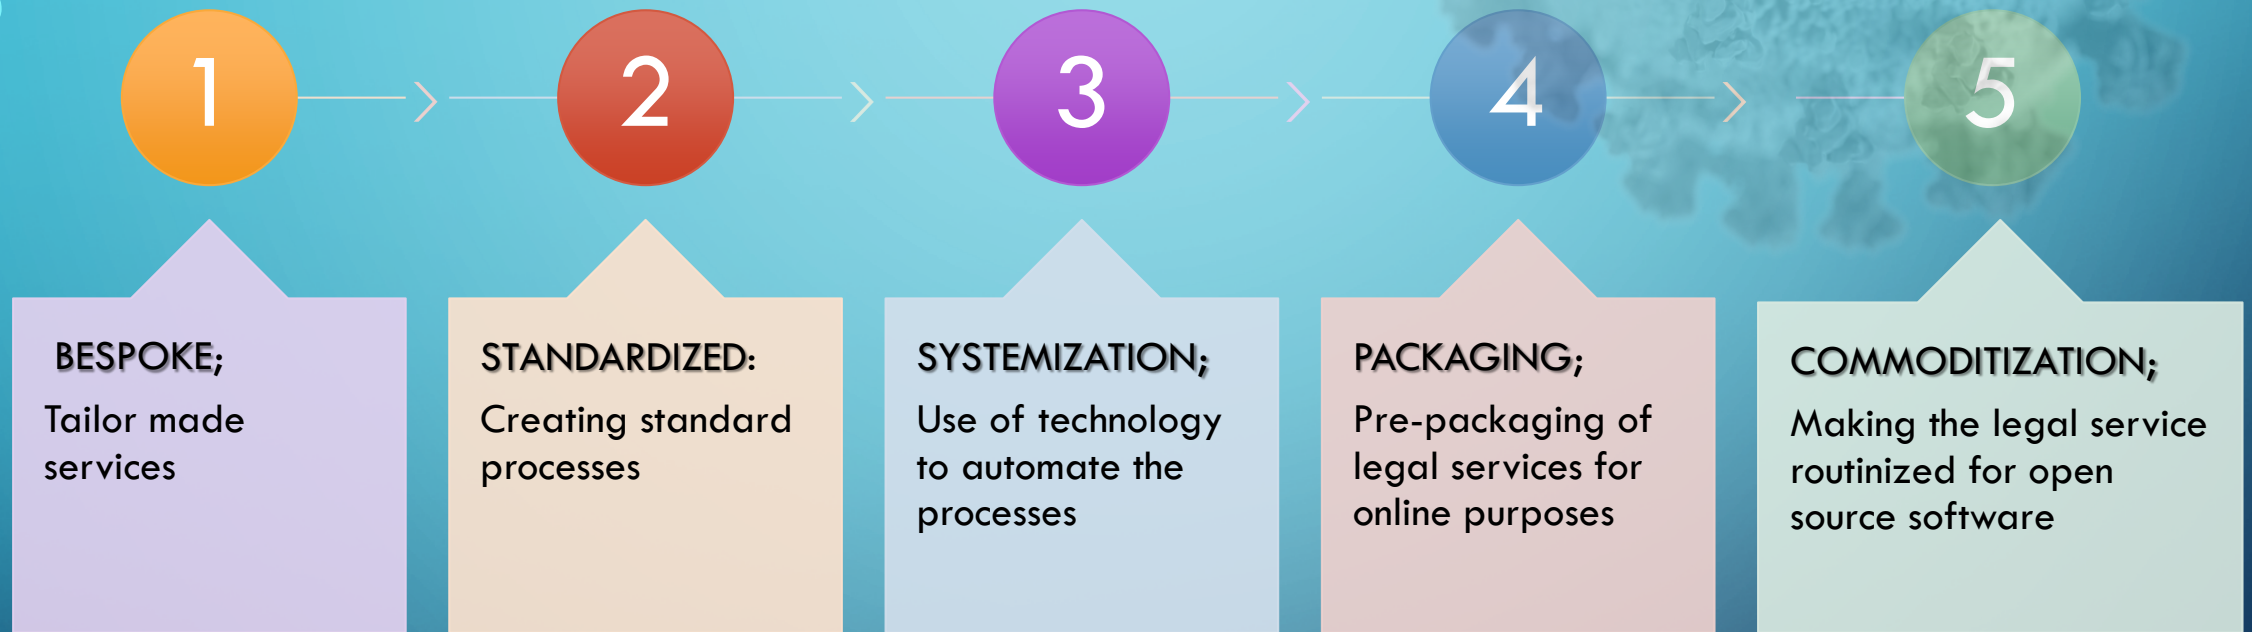 1
2
3
4
5
BESPOKE;
Tailor made
services
STANDARDIZED:
Creating standard
processes
SYSTEMIZATION;
Use of technology
to automate the
processes
PACKAGING;
Pre-packaging of
legal services for
online purposes
COMMODITIZATION;
Making the legal service
routinized for open
source software